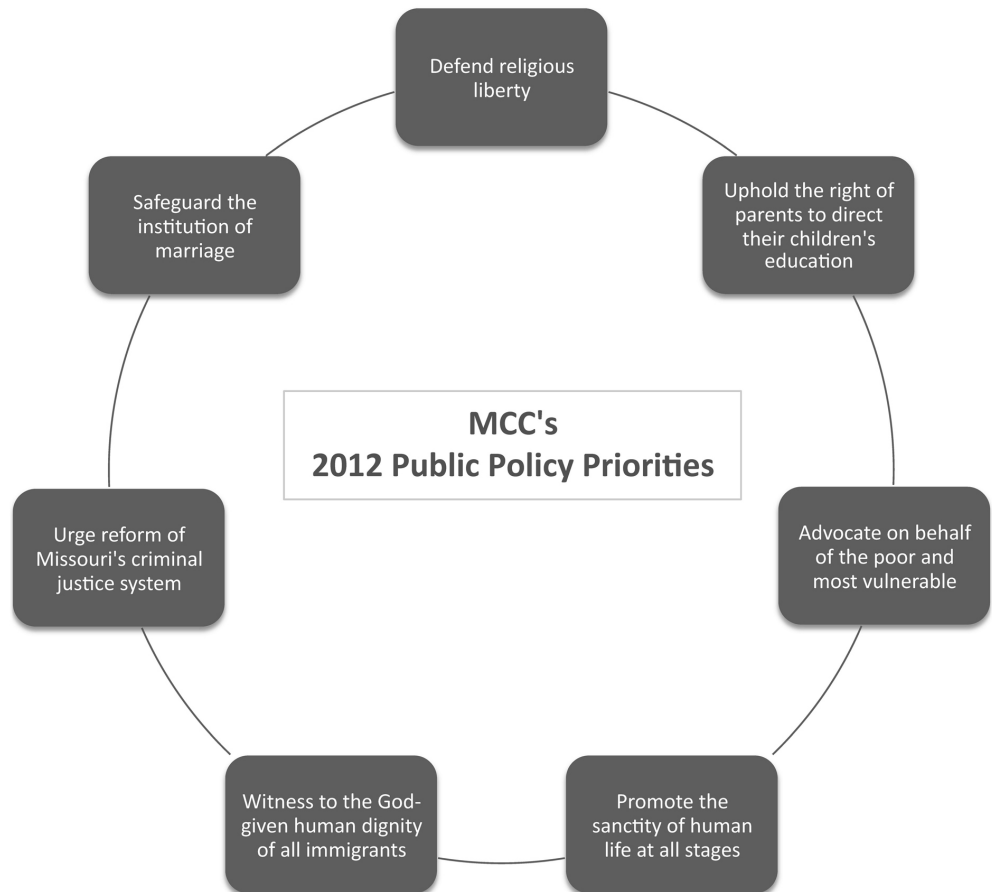 Defend religious
liberty
Uphold the right of
parents to direct
their children's
education
Advocate on behalf
of the poor and
most vulnerable
Promote the
sanctity of human
life at all stages
Witness to the God-
given human dignity
of all immigrants
Urge reform of
Missouri's criminal
justice system
Safeguard the
institution of
marriage
MCC's
2012 Public Policy Priorities